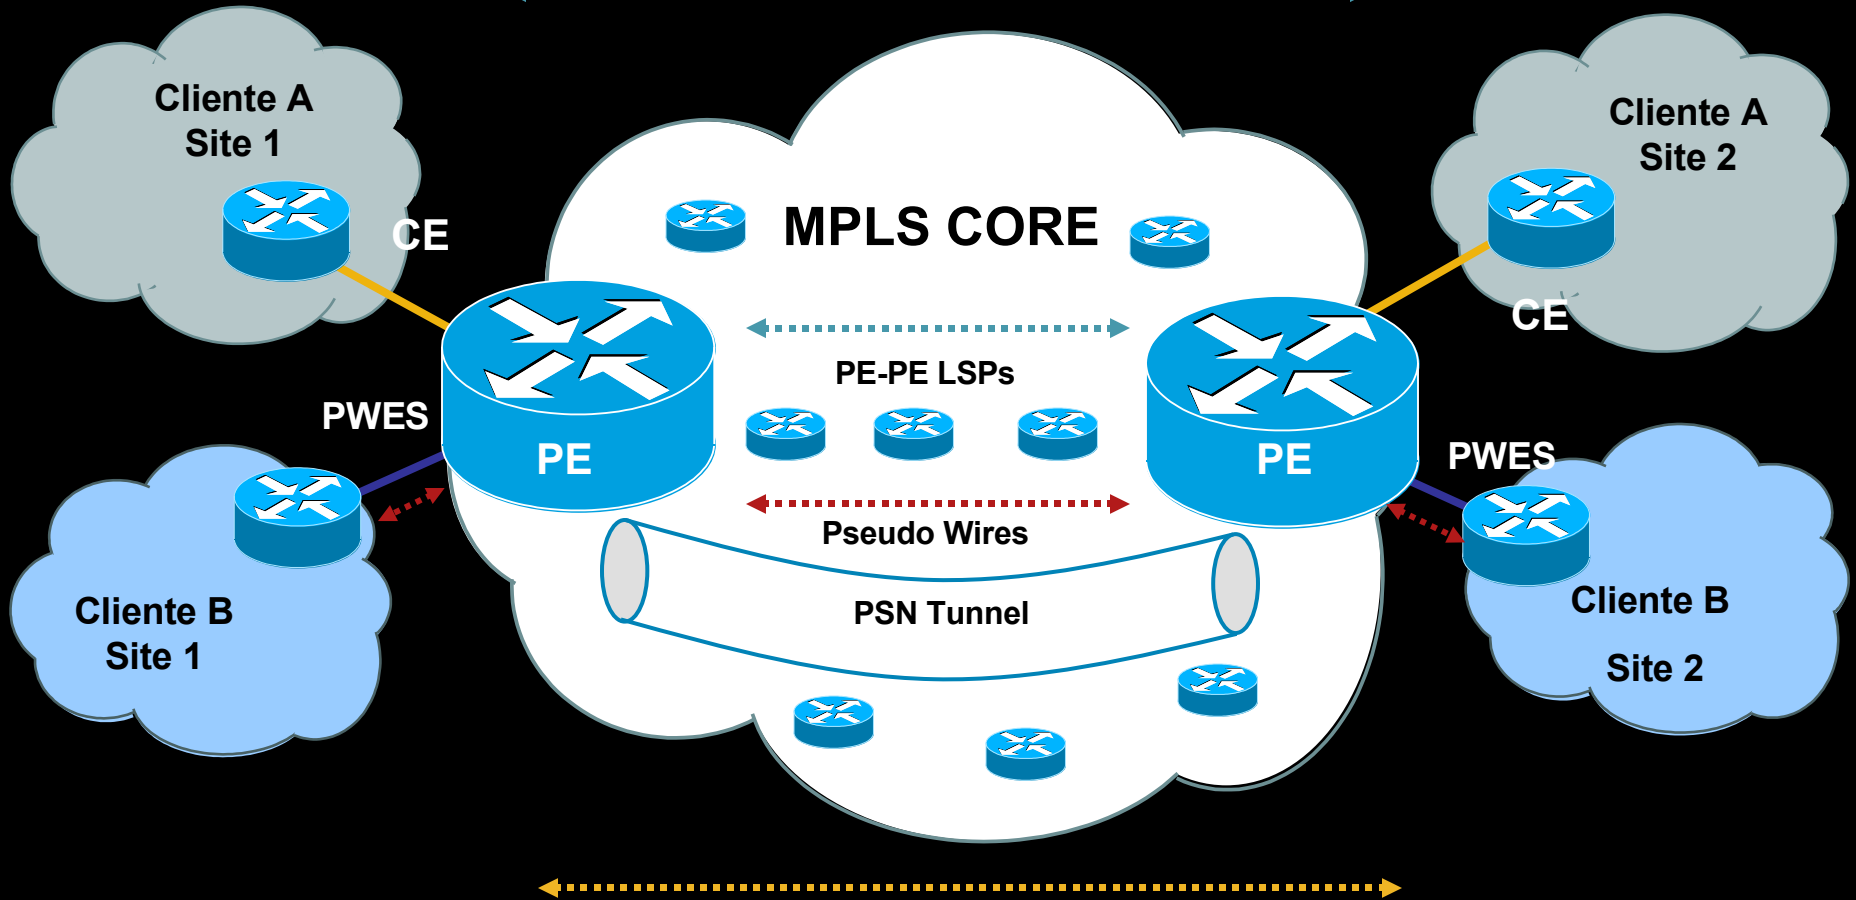 Cliente A
Site 1
CE
MPLS CORE
Cliente A
Site 2
CE
PE-PE LSPs
PWES
PE
PE
PWES
Pseudo Wires
PSN Tunnel
Cliente B
Site 1
Cliente B
Site 2